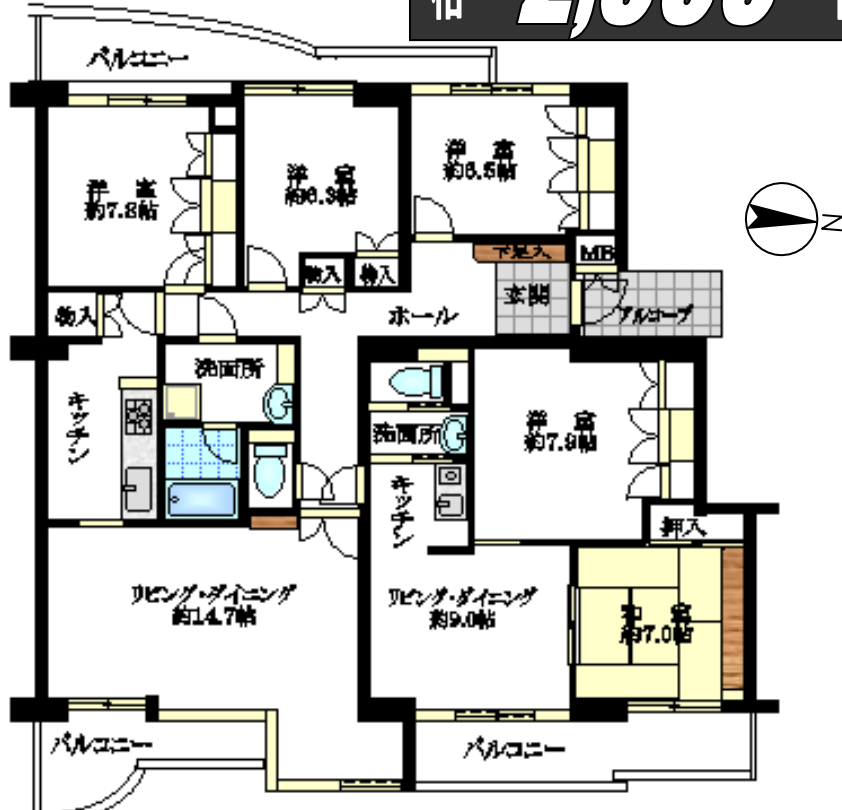 バルコニー
洋 室
約6.5帖
洋 室
約6.3帖
洋 室
約7.8帖
下足入
MB
物入
物入
玄関
アルコーブ
N
物入
ホール
洗面所
洗面所
洋 室
約7.9帖
キッチン
キッチン
押入
リビング・ダイニング
約14.7帖
リビング・ダイニング
約9.0帖
和 室
約7.0帖
バルコニー
バルコニー